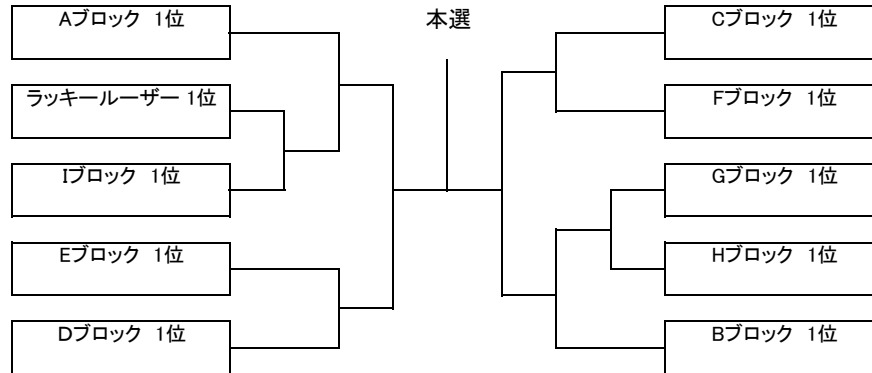 本選
Aブロック 1位
ラッキールーザー 1位
Iブロック 1位
Eブロック 1位
Dブロック 1位
Cブロック 1位
Fブロック 1位
Gブロック 1位
Hブロック 1位
Bブロック 1位